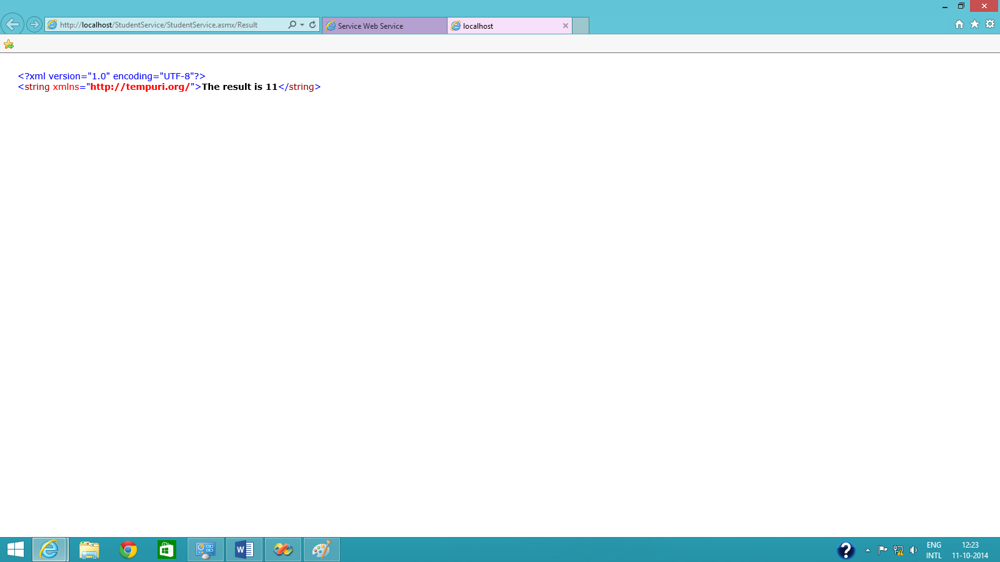 http://localhost/StudentService/StudentService.asmx/Result
Service Web Service
localhost
<?xml version="1.0" encoding="UTF-8"?>
<string xmlns="http://tempuri.org/">The result is 11</string>
ENG
INTL
12:23
11-10-2014